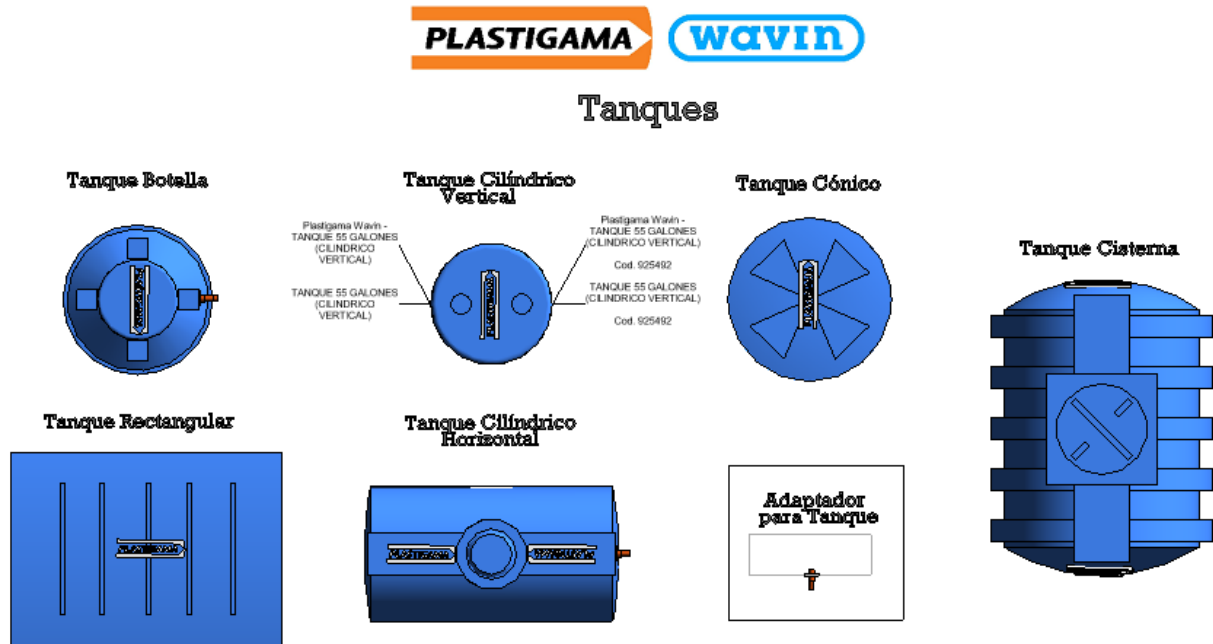 PLASTIGAMA wavin
Tanques
Tanque Botella
Tanque Cilíndrico
Vertical
Tanque Cónico
Plastigama Wavin -
TANQUE 55 GALONES
(CILINDRICO
VERTICAL)
TANQUE 55 GALONES
(CILINDRICO
VERTICAL)
Plastigama Wavin -
TANQUE 55 GALONES
(CILINDRICO VERTICAL)
Cod. 925492
TANQUE 55 GALONES
(CILINDRICO VERTICAL)
Cod. 925492
Tanque Cisterna
Tanque Rectangular
Tanque Cilíndrico
Horizontal
Adaptador
para Tanque